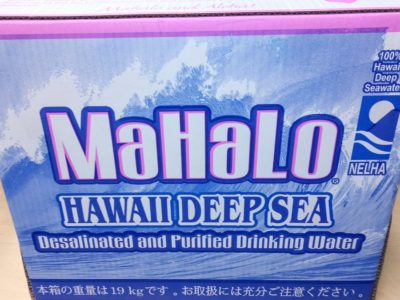 100%
Hawaii
Deep
Seawater
MaHaLo®
NELHA
HAWAII DEEP SEA
Desalinated and Purified Drinking Water
本箱の重量は19kgです。お取扱には充分ご注意ください。